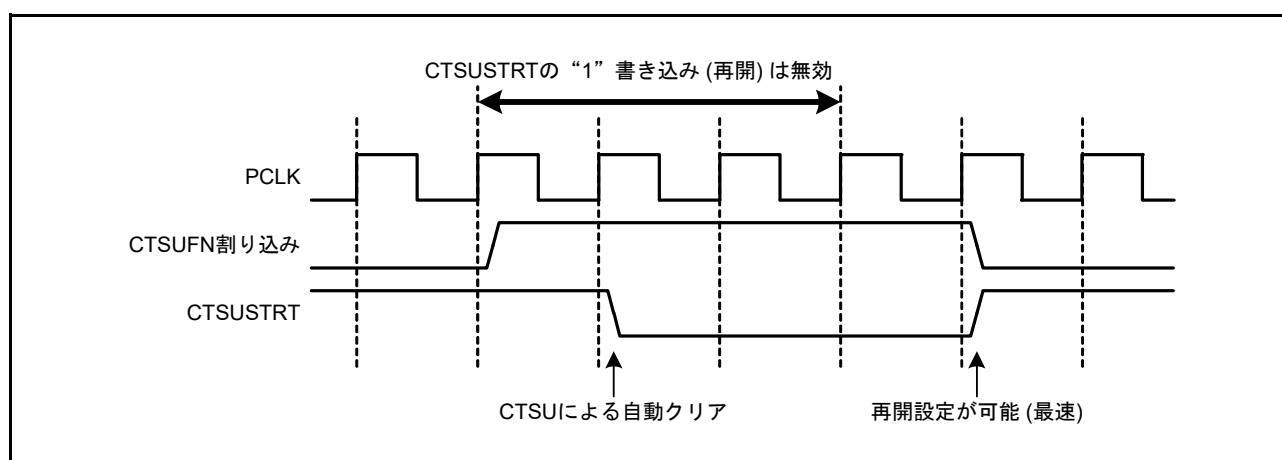 CTSUSTRTの“1”書き込み (再開) は無効
PCLK
CTSUFN割り込み
CTSUSTRT
CTSUによる自動クリア
再開設定が可能 (最速)